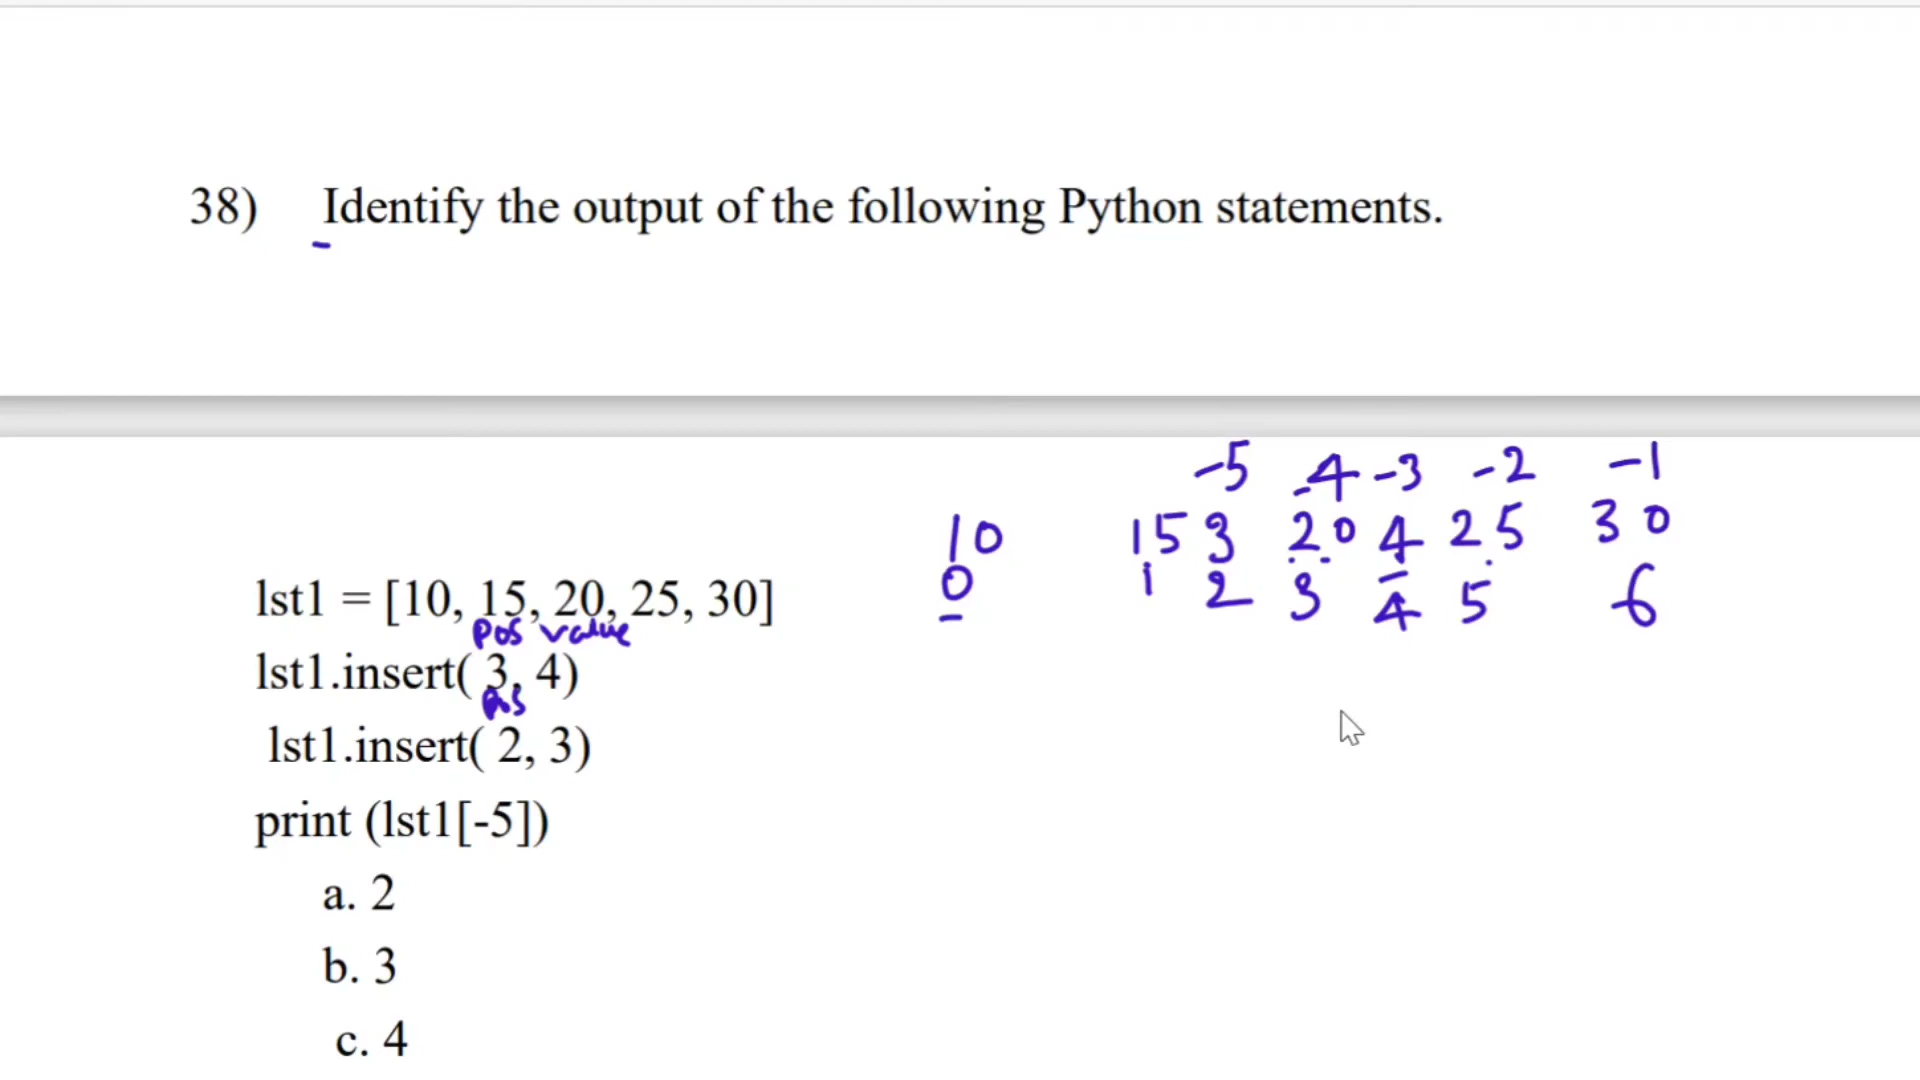 38) Identify the output of the following Python statements.
-5 -4 -3 -2 -1
10 15 3 20 4 25 30
0 1 2 3 4 5 6
lst1 = [10, 15, 20, 25, 30]
pos value
lst1.insert( 3, 4)
pos
lst1.insert( 2, 3)
print (lst1[-5])
a. 2
b. 3
c. 4